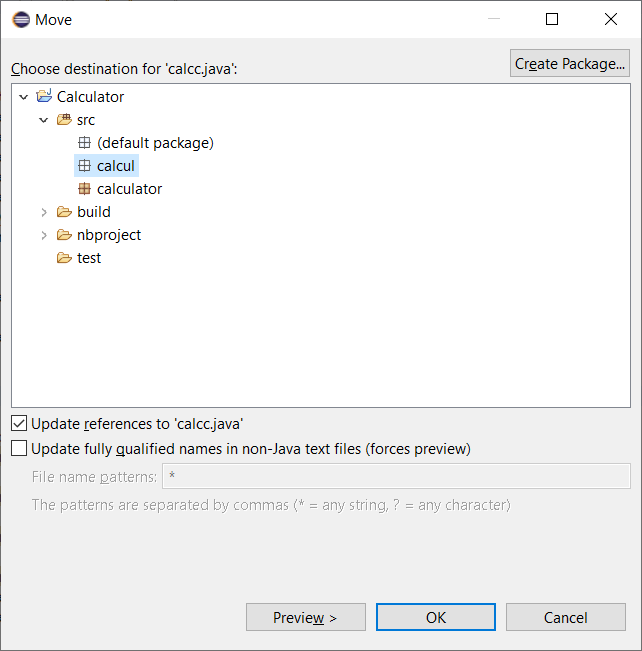 Move
Choose destination for 'calcc.java':
Create Package...
Calculator
src
(default package)
calcul
calculator
build
nbproject
test
Update references to 'calcc.java'
Update fully qualified names in non-Java text files (forces preview)
File name patterns: *
The patterns are separated by commas (* = any string, ? = any character)
Preview > OK Cancel